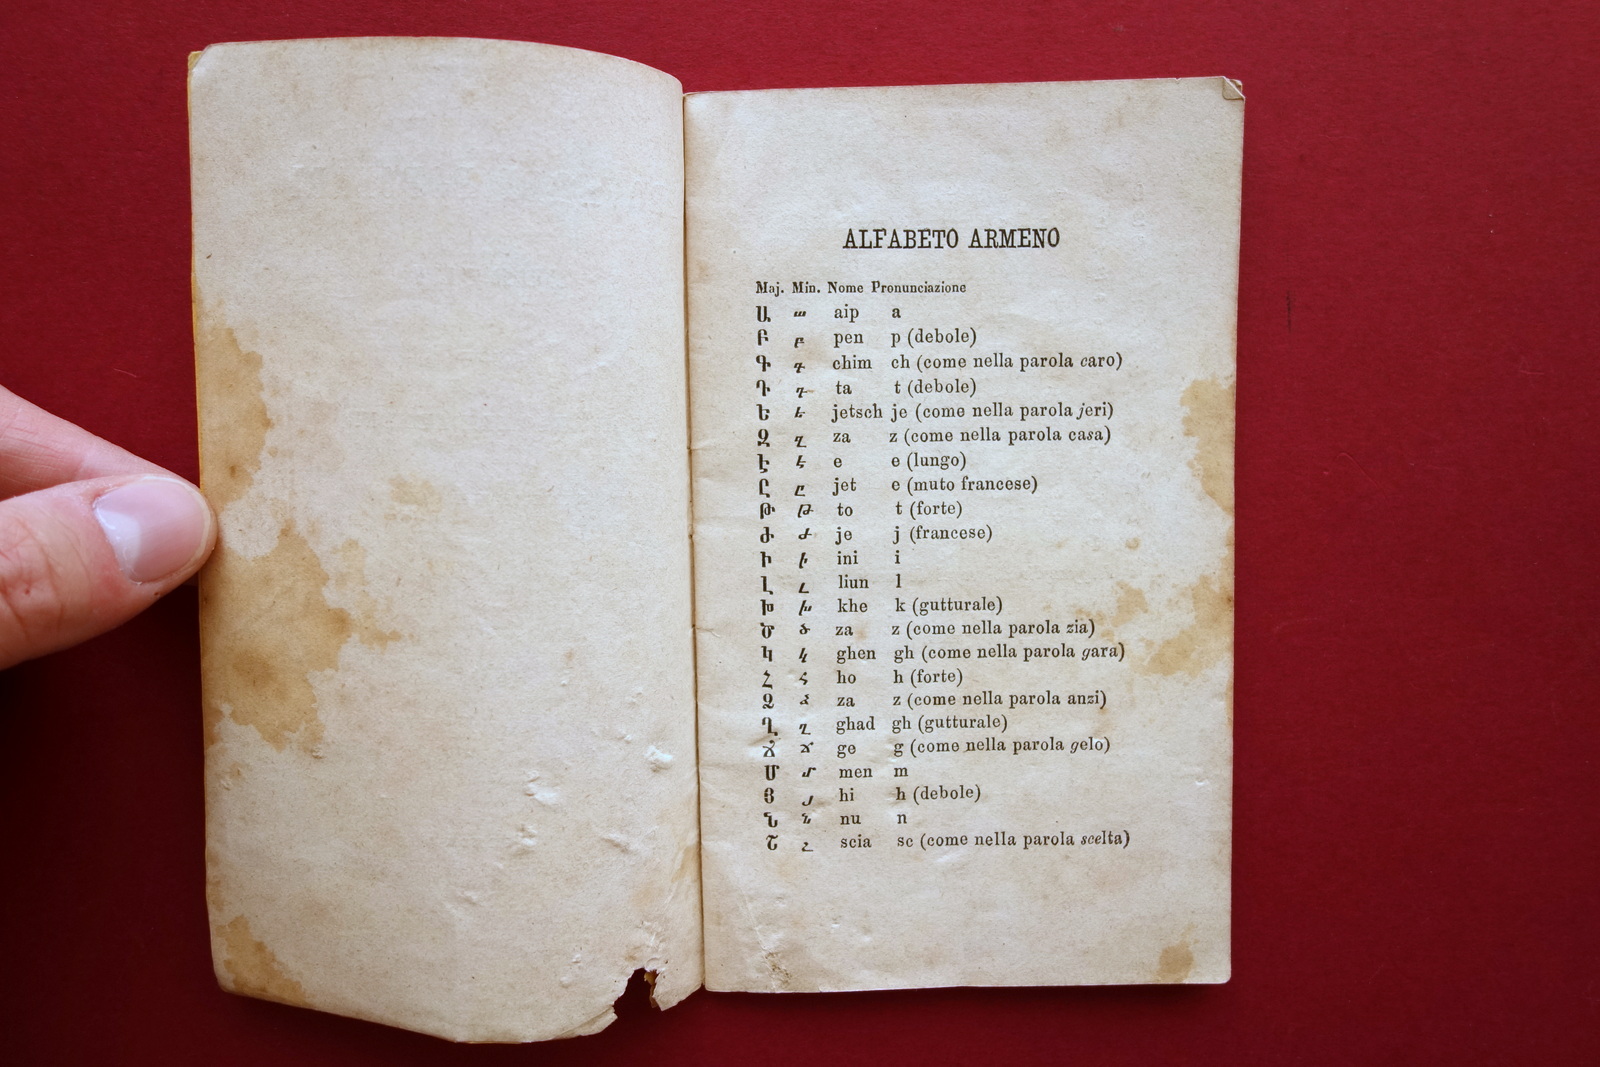 ALFABETO ARMENO
Maj. Min. Nome Pronunciazione
Ա ա aip a
Բ բ pen p (debole)
Գ գ chim ch (come nella parola caro)
Դ դ ta t (debole)
Ե ե jetsch je (come nella parola jeri)
Զ զ za z (come nella parola casa)
Է է e e (lungo)
Ը ը jet e (muto francese)
Թ թ to t (forte)
Ժ ժ je j (francese)
Ի ի ini i
Լ լ liun l
Խ խ khe k (gutturale)
Ծ ծ za z (come nella parola zia)
Կ կ ghen gh (come nella parola gara)
Հ հ ho h (forte)
Ձ ձ za z (come nella parola anzi)
Ղ ղ ghad gh (gutturale)
Ճ ճ ge g (come nella parola gelo)
Մ մ men m
Յ յ hi h (debole)
Ն ն nu n
Շ շ scia sc (come nella parola scelta)